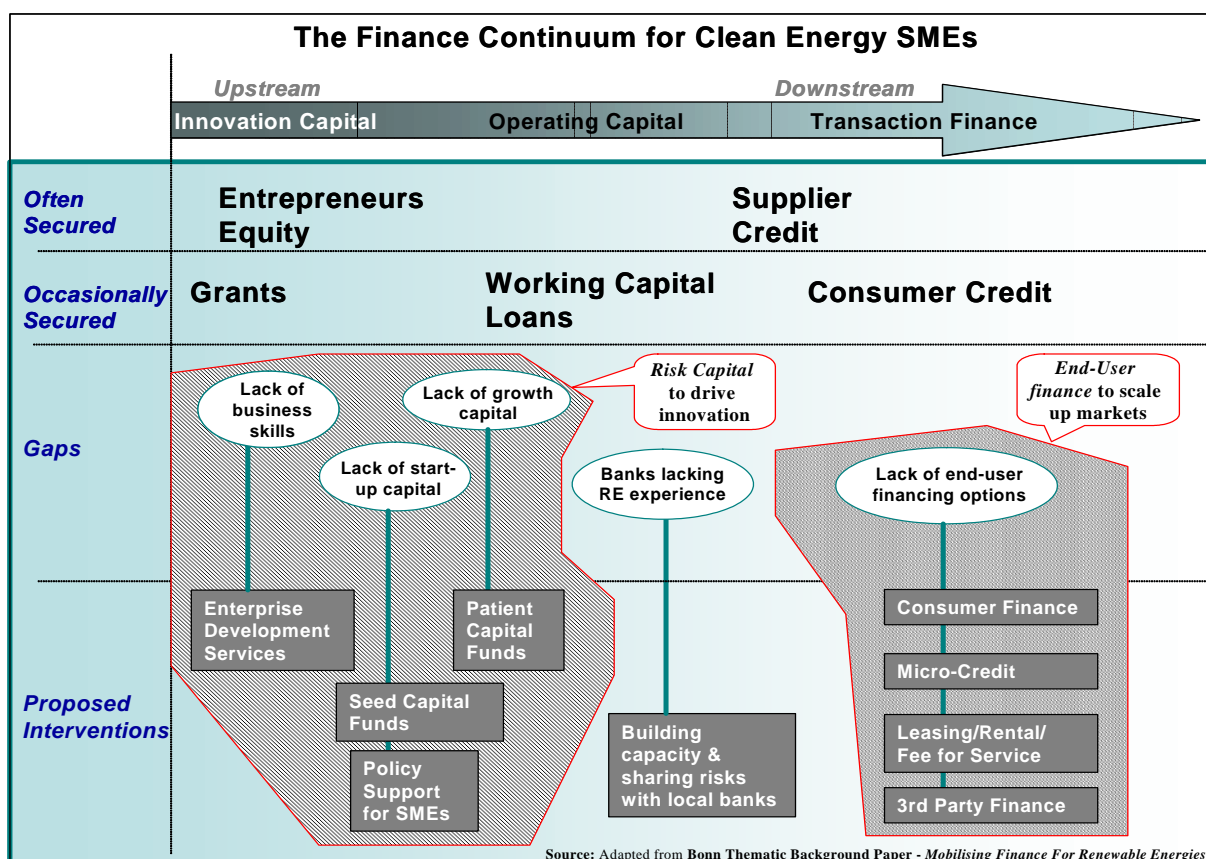 The Finance Continuum for Clean Energy SMEs
Upstream
Downstream
Innovation Capital
Operating Capital
Transaction Finance
Often
Secured
Entrepreneurs
Equity
Supplier
Credit
Occasionally
Secured
Grants
Working Capital
Loans
Consumer Credit
Gaps
Lack of
business
skills
Lack of growth
capital
Risk Capital
to drive
innovation
End-User
finance to scale
up markets
Lack of start-
up capital
Banks lacking
RE experience
Lack of end-user
financing options
Proposed
Interventions
Enterprise
Development
Services
Patient
Capital
Funds
Seed Capital
Funds
Policy
Support
for SMEs
Building
capacity &
sharing risks
with local banks
Consumer Finance
Micro-Credit
Leasing/Rental/
Fee for Service
3rd Party Finance
Source: Adapted from Bonn Thematic Background Paper - Mobilising Finance For Renewable Energies